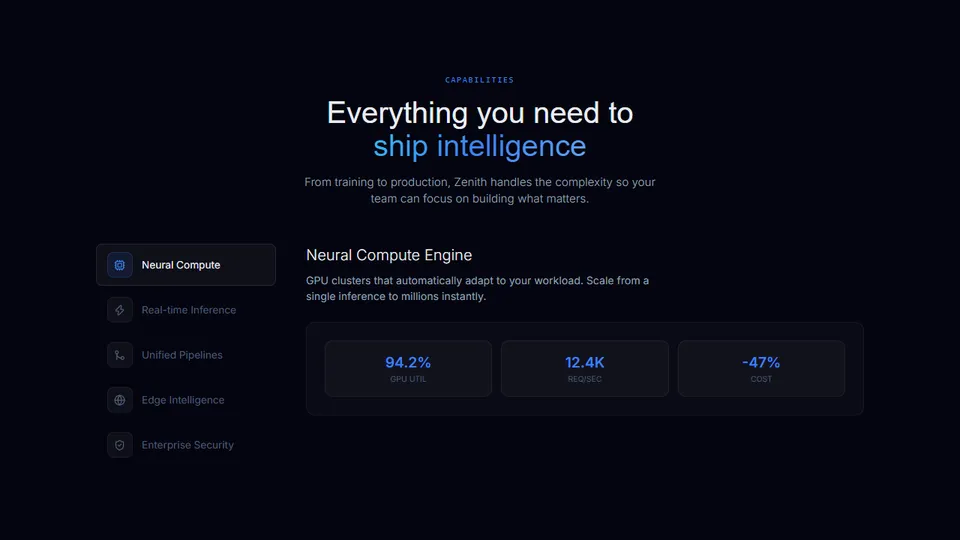 CAPABILITIES
Everything you need to
ship intelligence
From training to production, Zenith handles the complexity so your
team can focus on building what matters.
Neural Compute
Real-time Inference
Unified Pipelines
Edge Intelligence
Enterprise Security
Neural Compute Engine
GPU clusters that automatically adapt to your workload. Scale from a
single inference to millions instantly.
94.2%
GPU UTIL
12.4K
REQ/SEC
-47%
COST